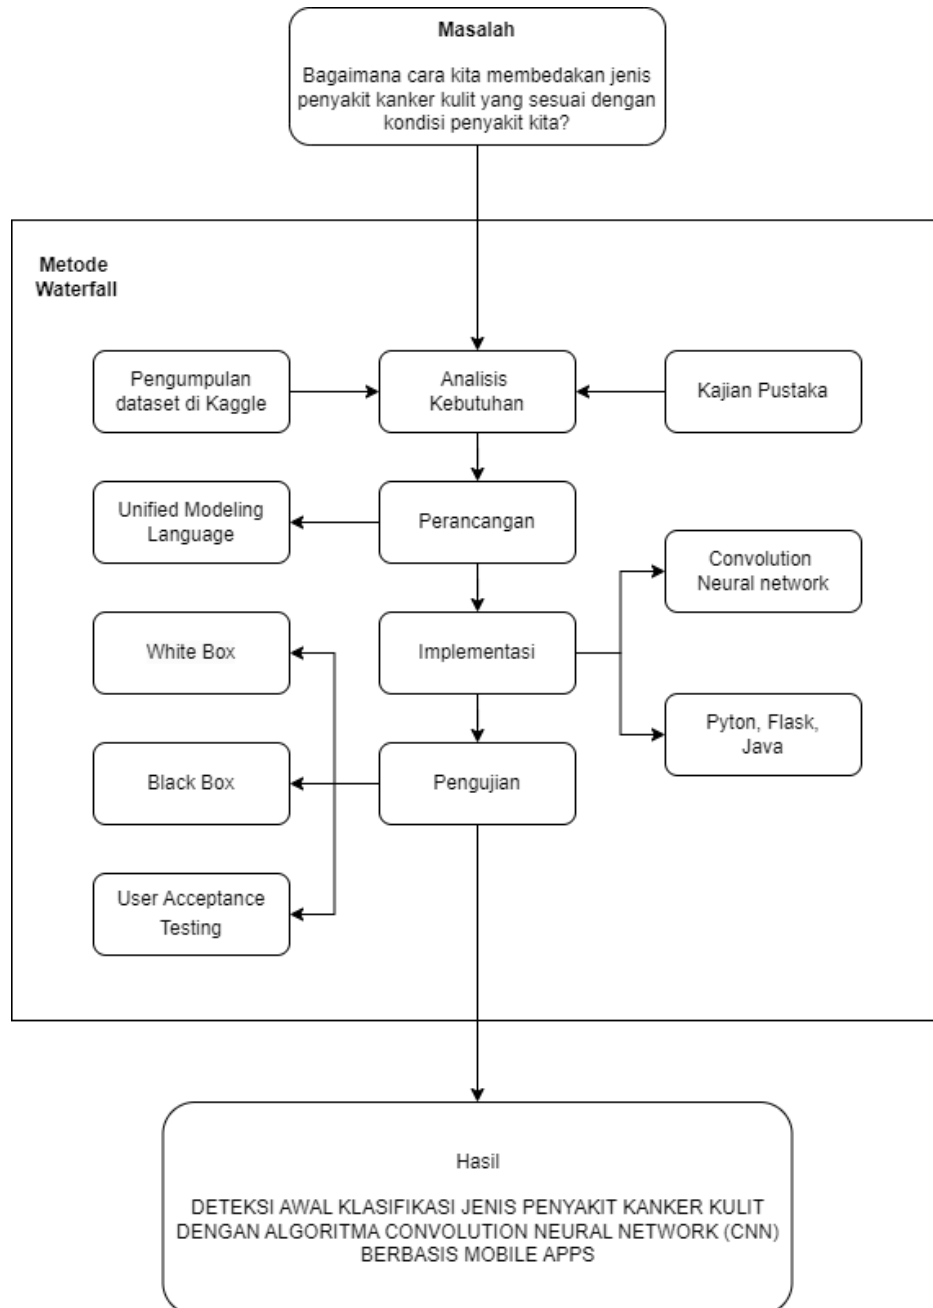 Masalah
Bagaimana cara kita membedakan jenis
penyakit kanker kulit yang sesuai dengan
kondisi penyakit kita?
Metode
Waterfall
Pengumpulan
dataset di Kaggle
Analisis
Kebutuhan
Kajian Pustaka
Unified Modeling
Language
Perancangan
Convolution
Neural network
White Box
Implementasi
Pyton, Flask,
Java
Black Box
Pengujian
User Acceptance
Testing
Hasil
DETEKSI AWAL KLASIFIKASI JENIS PENYAKIT KANKER KULIT
DENGAN ALGORITMA CONVOLUTION NEURAL NETWORK (CNN)
BERBASIS MOBILE APPS